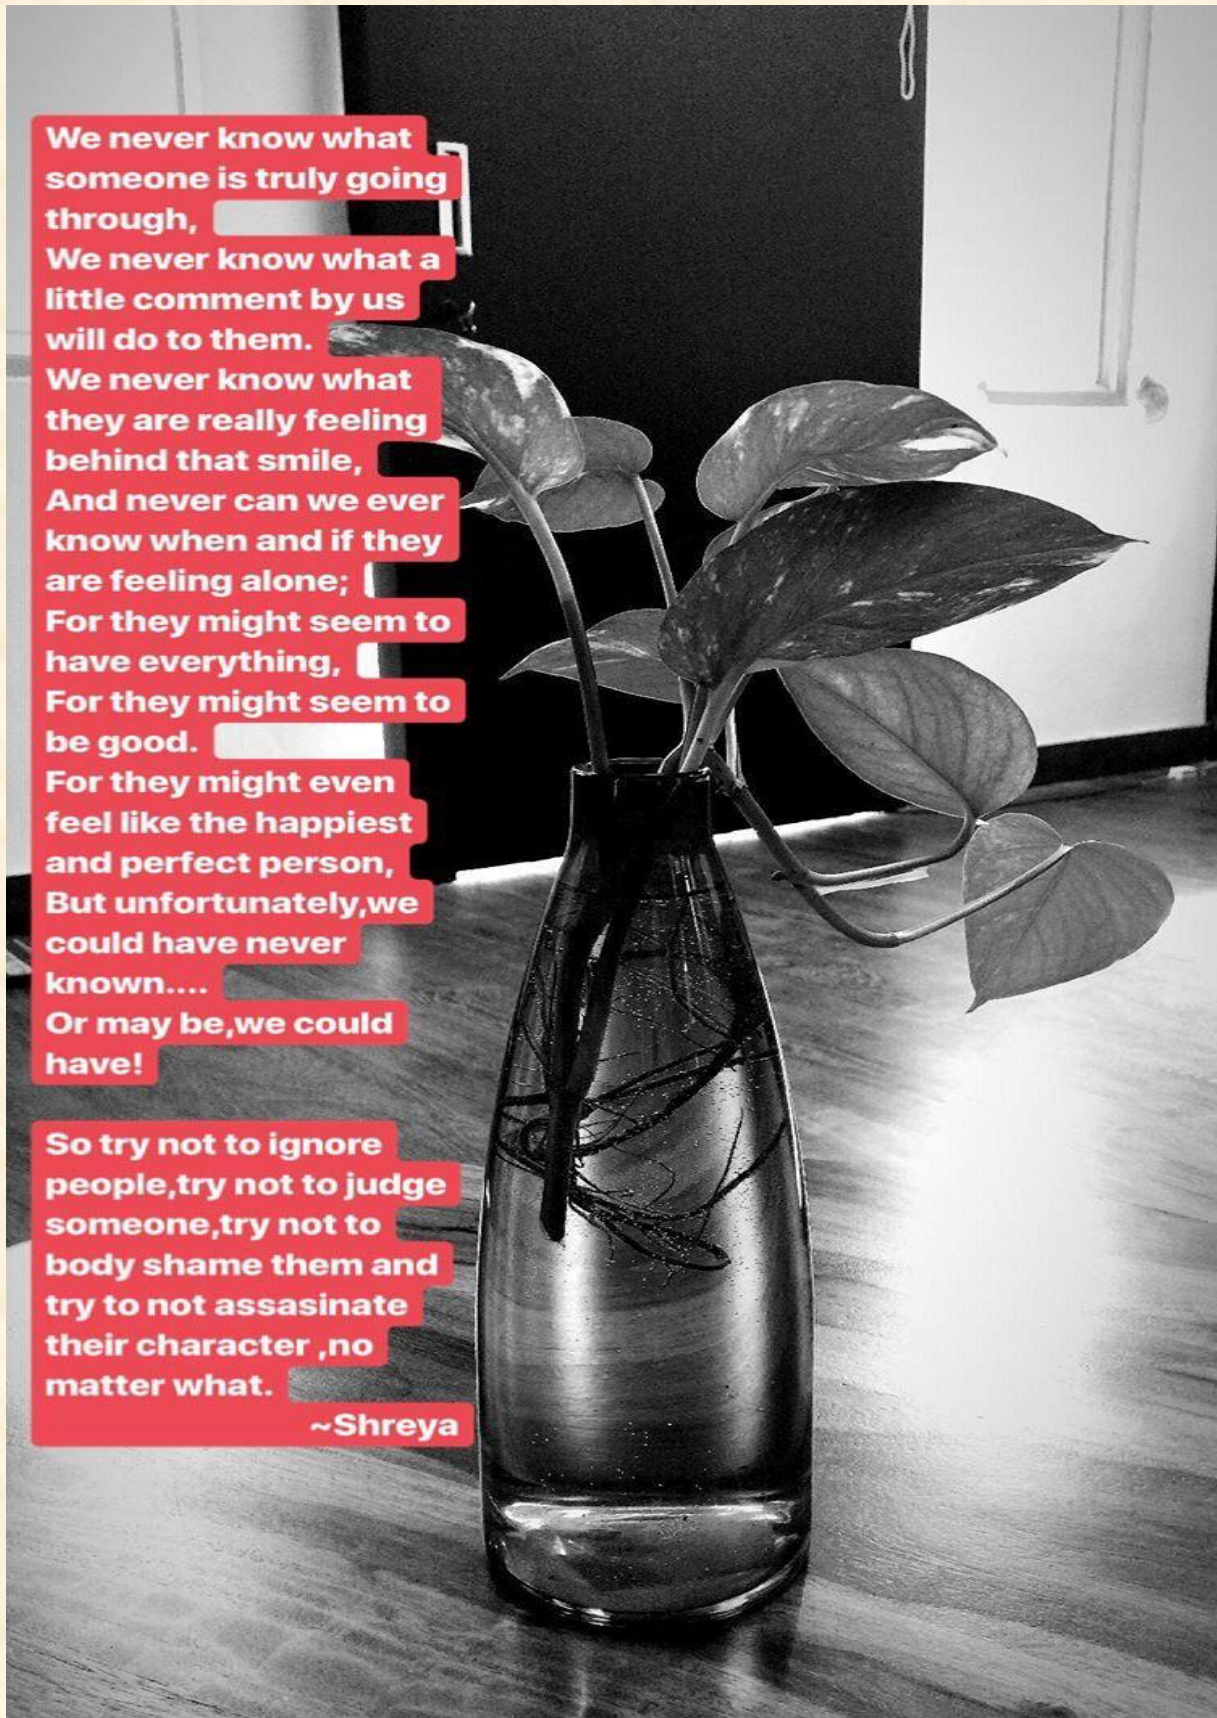 We never know what
someone is truly going
through,
We never know what a
little comment by us
will do to them.
We never know what
they are really feeling
behind that smile,
And never can we ever
know when and if they
are feeling alone;
For they might seem to
have everything,
For they might seem to
be good.
For they might even
feel like the happiest
and perfect person,
But unfortunately,we
could have never
known....
Or may be,we could
have!
So try not to ignore
people,try not to judge
someone,try not to
body shame them and
try to not assasinate
their character ,no
matter what.
~Shreya